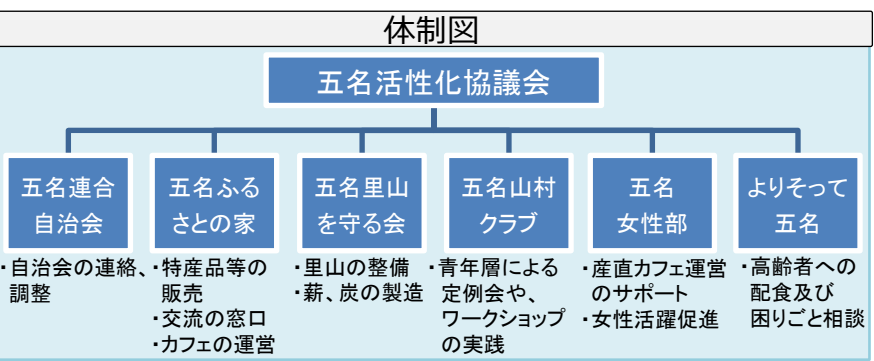 体制図
五名活性化協議会
五名連合
自治会
五名ふる
さとの家
五名里山
を守る会
五名山村
クラブ
五名
女性部
よりそって
五名
・自治会の連絡、
調整
・特産品等の
販売
・交流の窓口
・カフェの運営
・里山の整備
・薪、炭の製造
・青年層による
定例会や、
ワークショップ
の実践
・産直カフェ運営
のサポート
・女性活躍促進
・高齢者への
配食及び
困りごと相談